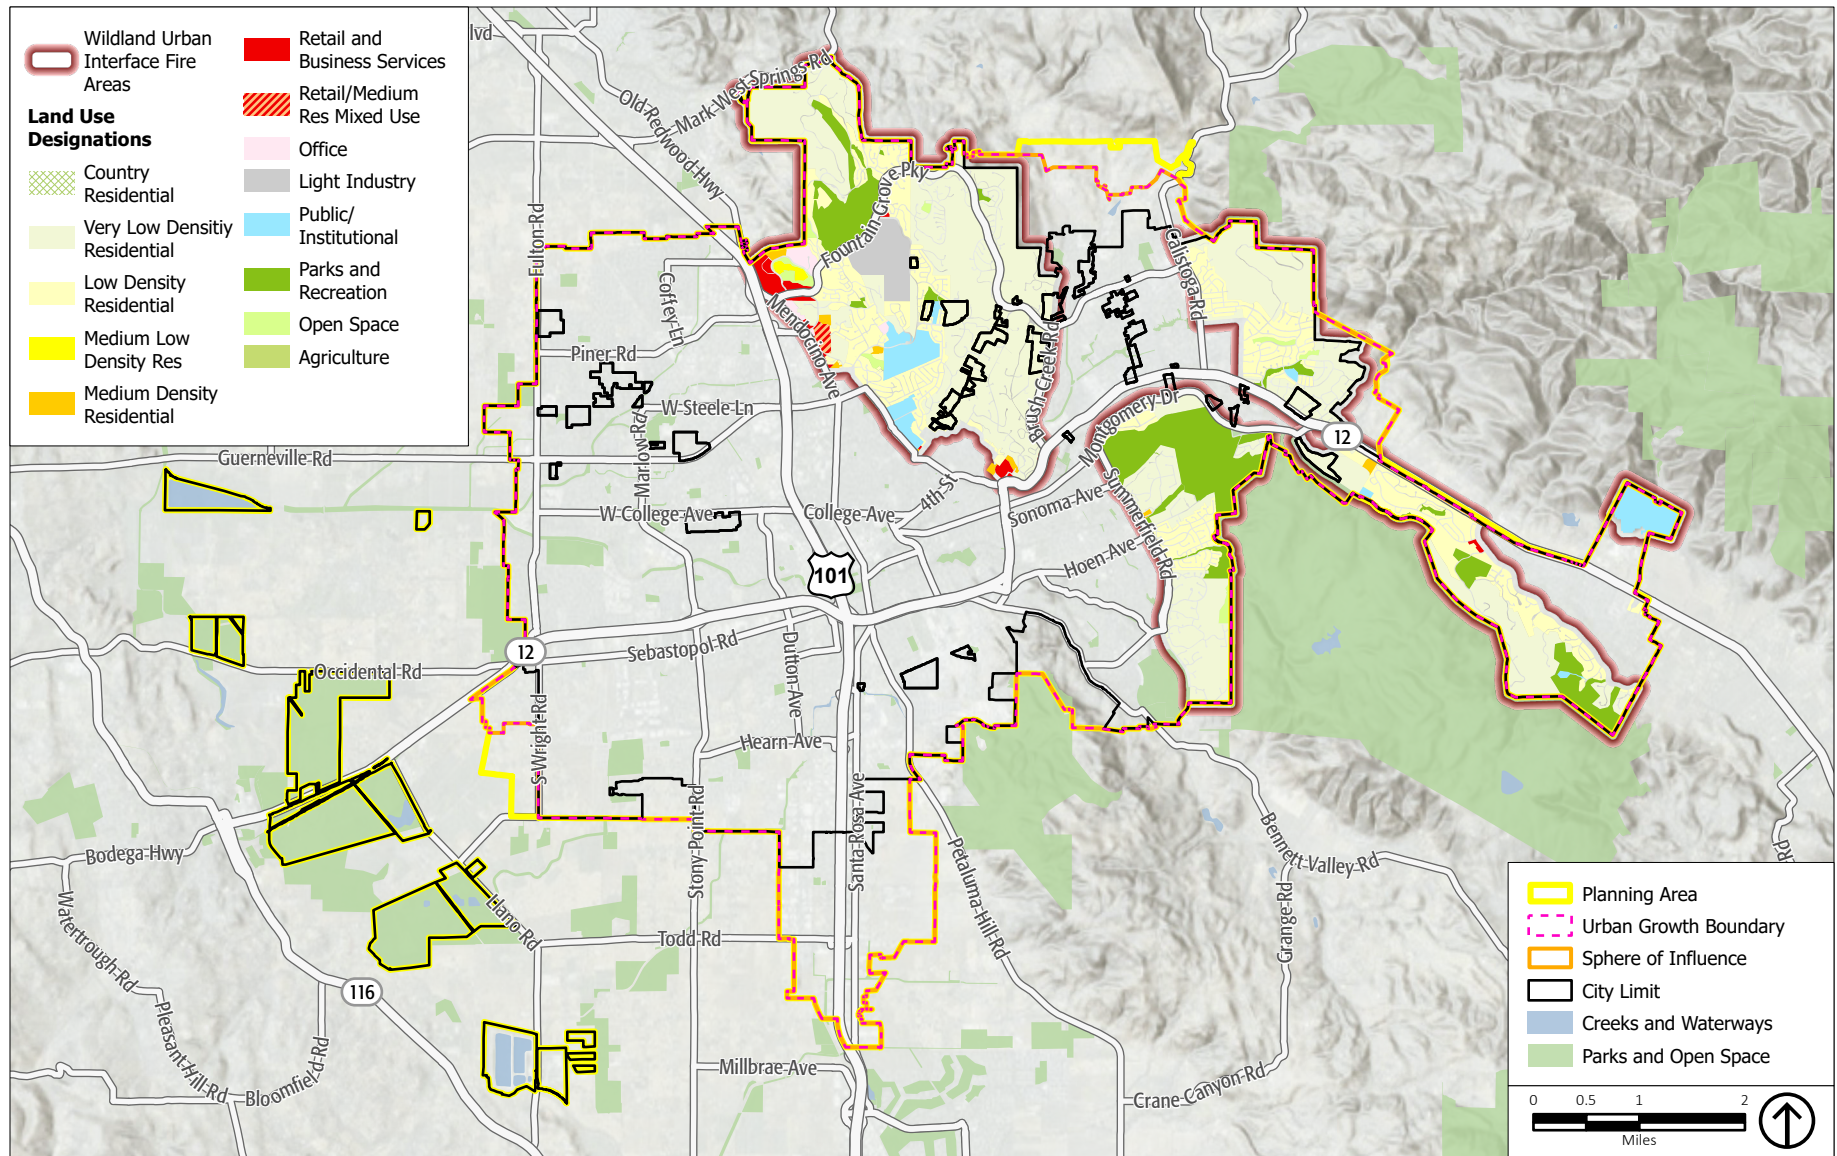 Wildland Urban
Interface Fire
Areas
Land Use
Designations
Country
Residential
Very Low Densitiy
Residential
Low Density
Residential
Medium Low
Density Res
Medium Density
Residential
Retail and
Business Services
Retail/Medium
Res Mixed Use
Office
Light Industry
Public/
Institutional
Parks and
Recreation
Open Space
Agriculture
lvd
Old Redwood Hwy
Mark West Springs Rd
Fountain Grove Pky
Fulton Rd
Coffey Ln
Piner Rd
Mendocino Ave
W Steele Ln
Marlow Rd
Guerneville Rd
W College Ave
College Ave
4th St
Brush Creek Rd
Calistoga Rd
Montgomery Dr
Sonoma Ave
Summerfield Rd
Hoen Ave
12
101
12
Occidental Rd
Sebastopol Rd
Dutton Ave
S Wright Rd
Hearn Ave
Stony Point Rd
Santa Rosa Ave
Petaluma Hill Rd
Bennett Valley Rd
Grange Rd
Rd
Bodega Hwy
Watertrough Rd
Llano Rd
Todd Rd
116
Pleasant Hill Rd
Bloomfield Rd
Millbrae Ave
Crane Canyon Rd
Planning Area
Urban Growth Boundary
Sphere of Influence
City Limit
Creeks and Waterways
Parks and Open Space
0 0.5 1 2
Miles